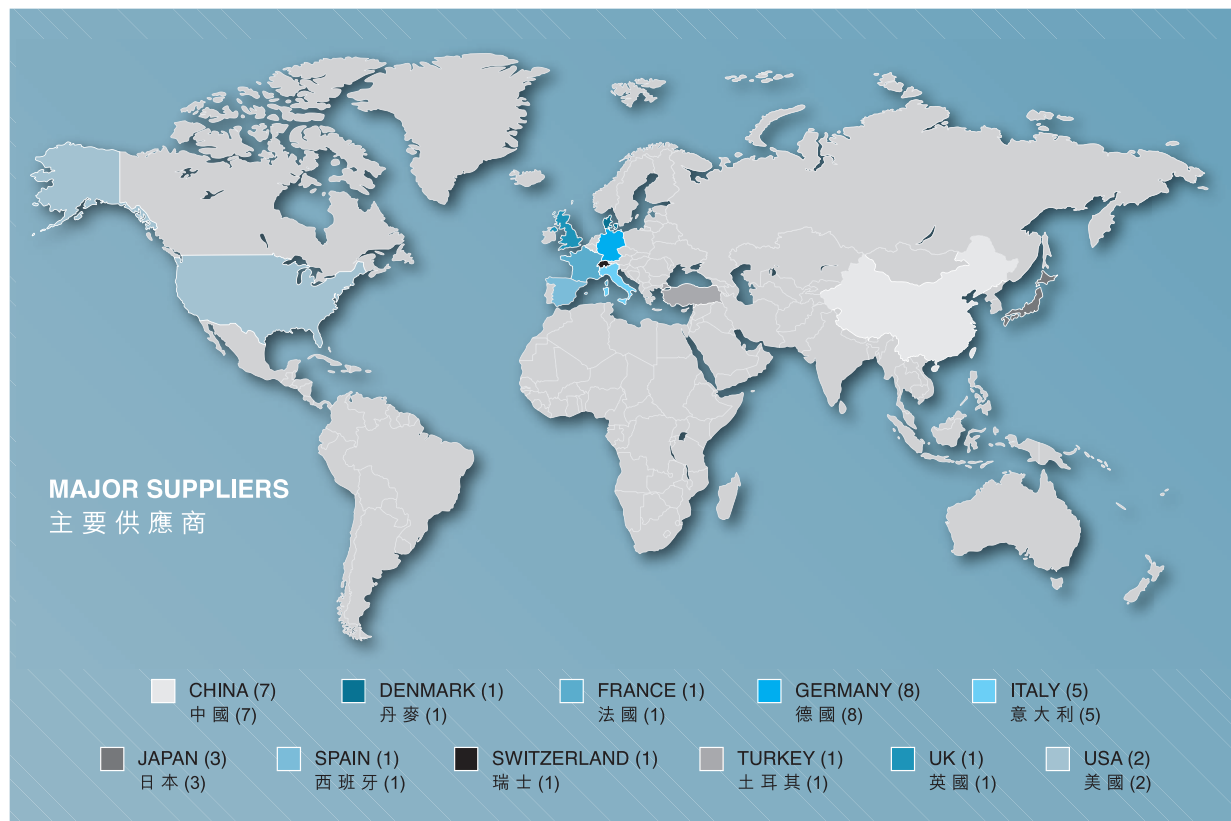 MAJOR SUPPLIERS
主要供應商
CHINA (7)
中國(7)
DENMARK (1)
丹麥(1)
FRANCE (1)
法國(1)
GERMANY (8)
德國(8)
ITALY (5)
意大利(5)
JAPAN (3)
日本(3)
SPAIN (1)
西班牙(1)
SWITZERLAND (1)
瑞士(1)
TURKEY (1)
土耳其(1)
UK (1)
英國(1)
USA (2)
美國(2)